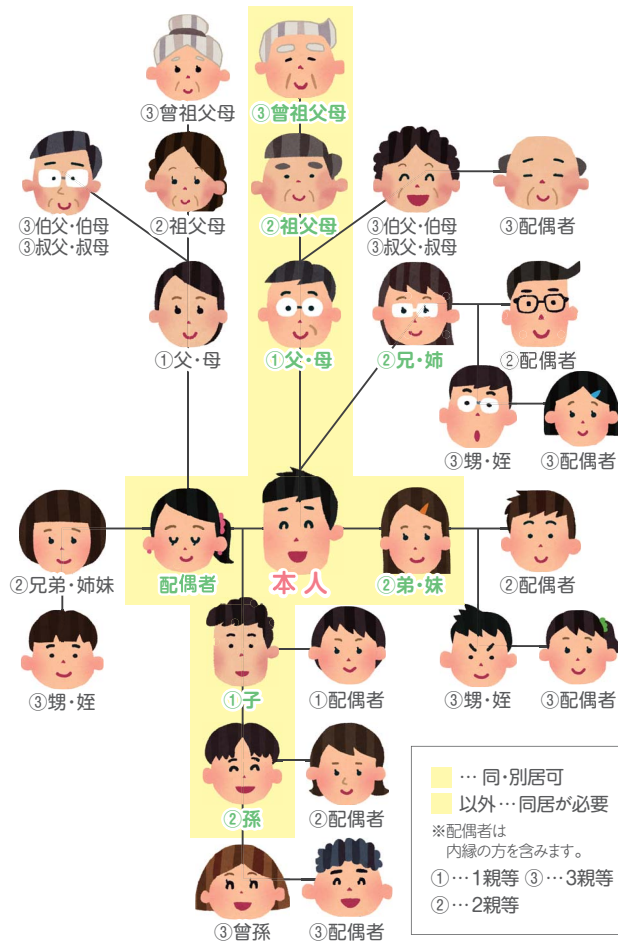 ③曾祖父母
③曾祖父母
③伯父・伯母
③叔父・叔母
②祖父母
②祖父母
③伯父・伯母
③叔父・叔母
③配偶者
①父・母
①父・母
②兄・姉
②配偶者
③甥・姪
③配偶者
②兄弟・姉妹
配偶者
本人
②弟・妹
②配偶者
③甥・姪
①子
①配偶者
③甥・姪
③配偶者
②孫
②配偶者
③曾孫
③配偶者
…同・別居可
以外…同居が必要
※配偶者は
内縁の方を含みます。
①…1親等 ③…3親等
②…2親等